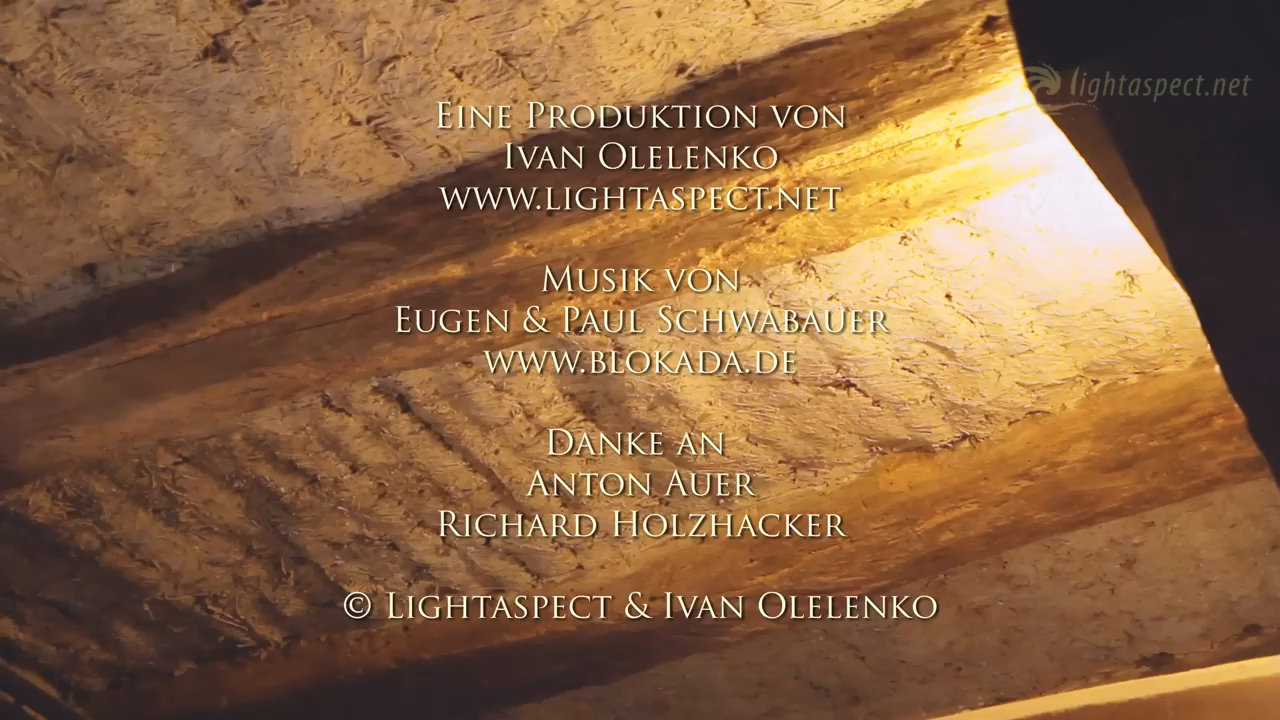 lightaspect.net
Eine Produktion von
Ivan Olelenko
www.lightaspect.net
Musik von
Eugen & Paul Schwabauer
www.blokada.de
Danke an
Anton Auer
Richard Holzhacker
© Lightaspect & Ivan Olelenko